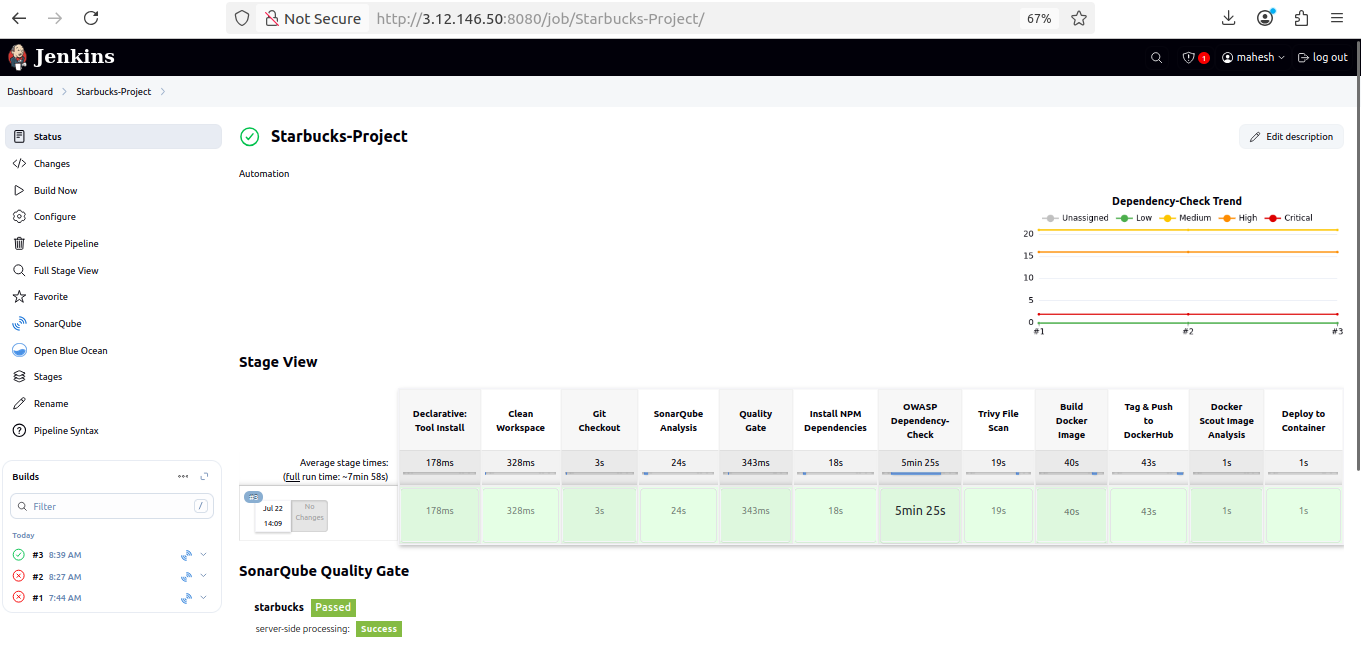 Not Secure http://3.12.146.50:8080/job/Starbucks-Project/ 67%
Jenkins 1 mahesh log out
Dashboard Starbucks-Project
Status
Changes
Build Now
Configure
Delete Pipeline
Full Stage View
Favorite
SonarQube
Open Blue Ocean
Stages
Rename
Pipeline Syntax
Builds
Filter /
Today
#3 8:39 AM
#2 8:27 AM
#1 7:44 AM
Starbucks-Project
Edit description
Automation
Dependency-Check Trend
Unassigned Low Medium High Critical
20
15
10
5
0
#1 #2 #3
Stage View
Declarative: Tool Install
Clean Workspace
Git Checkout
SonarQube Analysis
Quality Gate
Install NPM Dependencies
OWASP Dependency-Check
Trivy File Scan
Build Docker Image
Tag & Push to DockerHub
Docker Scout Image Analysis
Deploy to Container
Average stage times:
(full run time: ~7min 58s)
178ms 328ms 3s 24s 343ms 18s 5min 25s 19s 40s 43s 1s 1s
#3
Jul 22
14:09
No Changes
178ms 328ms 3s 24s 343ms 18s 5min 25s 19s 40s 43s 1s 1s
SonarQube Quality Gate
starbucks Passed
server-side processing: Success